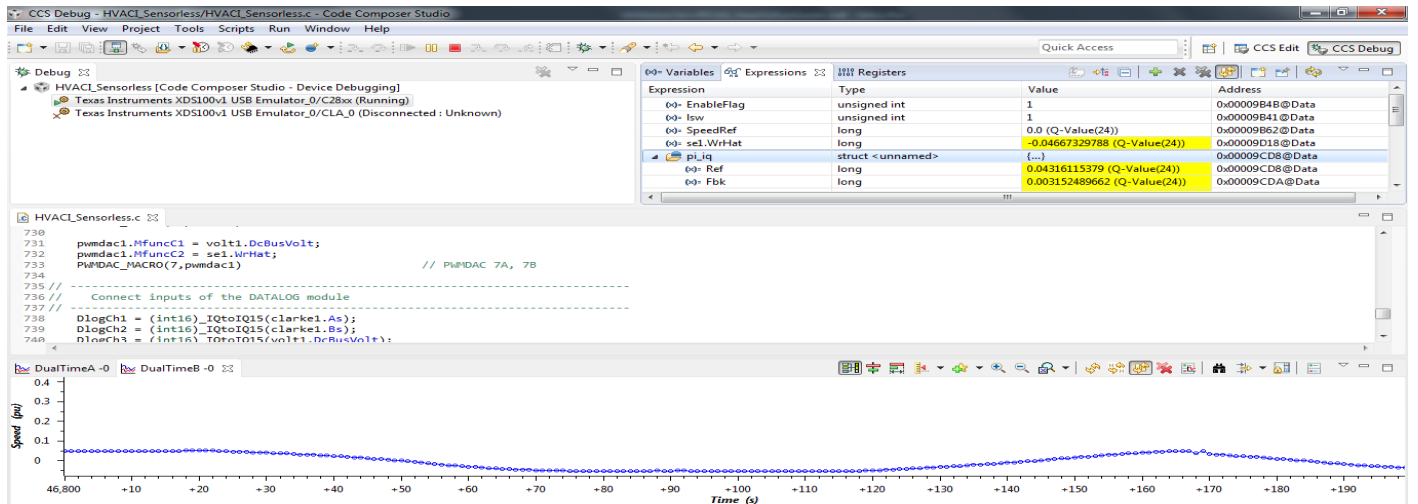 CCS Debug - HVACI_Sensorless/HVACI_Sensorless.c - Code Composer Studio
File Edit View Project Tools Scripts Run Window Help
Quick Access CCS Edit CCS Debug
Debug
HVACI_Sensorless [Code Composer Studio - Device Debugging]
Texas Instruments XDS100v1 USB Emulator_0/C28xx (Running)
Texas Instruments XDS100v1 USB Emulator_0/CLA_0 (Disconnected : Unknown)
(x)= Variables Expressions Registers
Expression Type Value Address
(x)= EnableFlag unsigned int 1 0x00009B4B@Data
(x)= lsw unsigned int 1 0x00009B41@Data
(x)= SpeedRef long 0.0 (Q-Value(24)) 0x00009B62@Data
(x)= se1.WrHat long -0.04667329788 (Q-Value(24)) 0x00009D18@Data
pi_iq struct <unnamed> {...} 0x00009CD8@Data
(x)= Ref long 0.04316115379 (Q-Value(24)) 0x00009CD8@Data
(x)= Fbk long 0.003152489662 (Q-Value(24)) 0x00009CDA@Data
HVACI_Sensorless.c
730
731 pwmdac1.MfuncC1 = volt1.DcBusVolt;
732 pwmdac1.MfuncC2 = se1.WrHat;
733 PWMDAC_MACRO(7,pwmdac1) // PWMDAC 7A, 7B
734
735 // ------------------------------------------------------------------------------
736 // Connect inputs of the DATALOG module
737 // ------------------------------------------------------------------------------
738 DlogCh1 = (int16)_IQtoIQ15(clarke1.As);
739 DlogCh2 = (int16)_IQtoIQ15(clarke1.Bs);
740 DlogCh3 = (int16)_IQtoIQ15(volt1.DcBusVolt);
DualTimeA -0 DualTimeB -0
0.4
0.3
0.2
0.1
0
Speed (pu)
46,800 +10 +20 +30 +40 +50 +60 +70 +80 +90 +100 +110 +120 +130 +140 +150 +160 +170 +180 +190
Time (s)